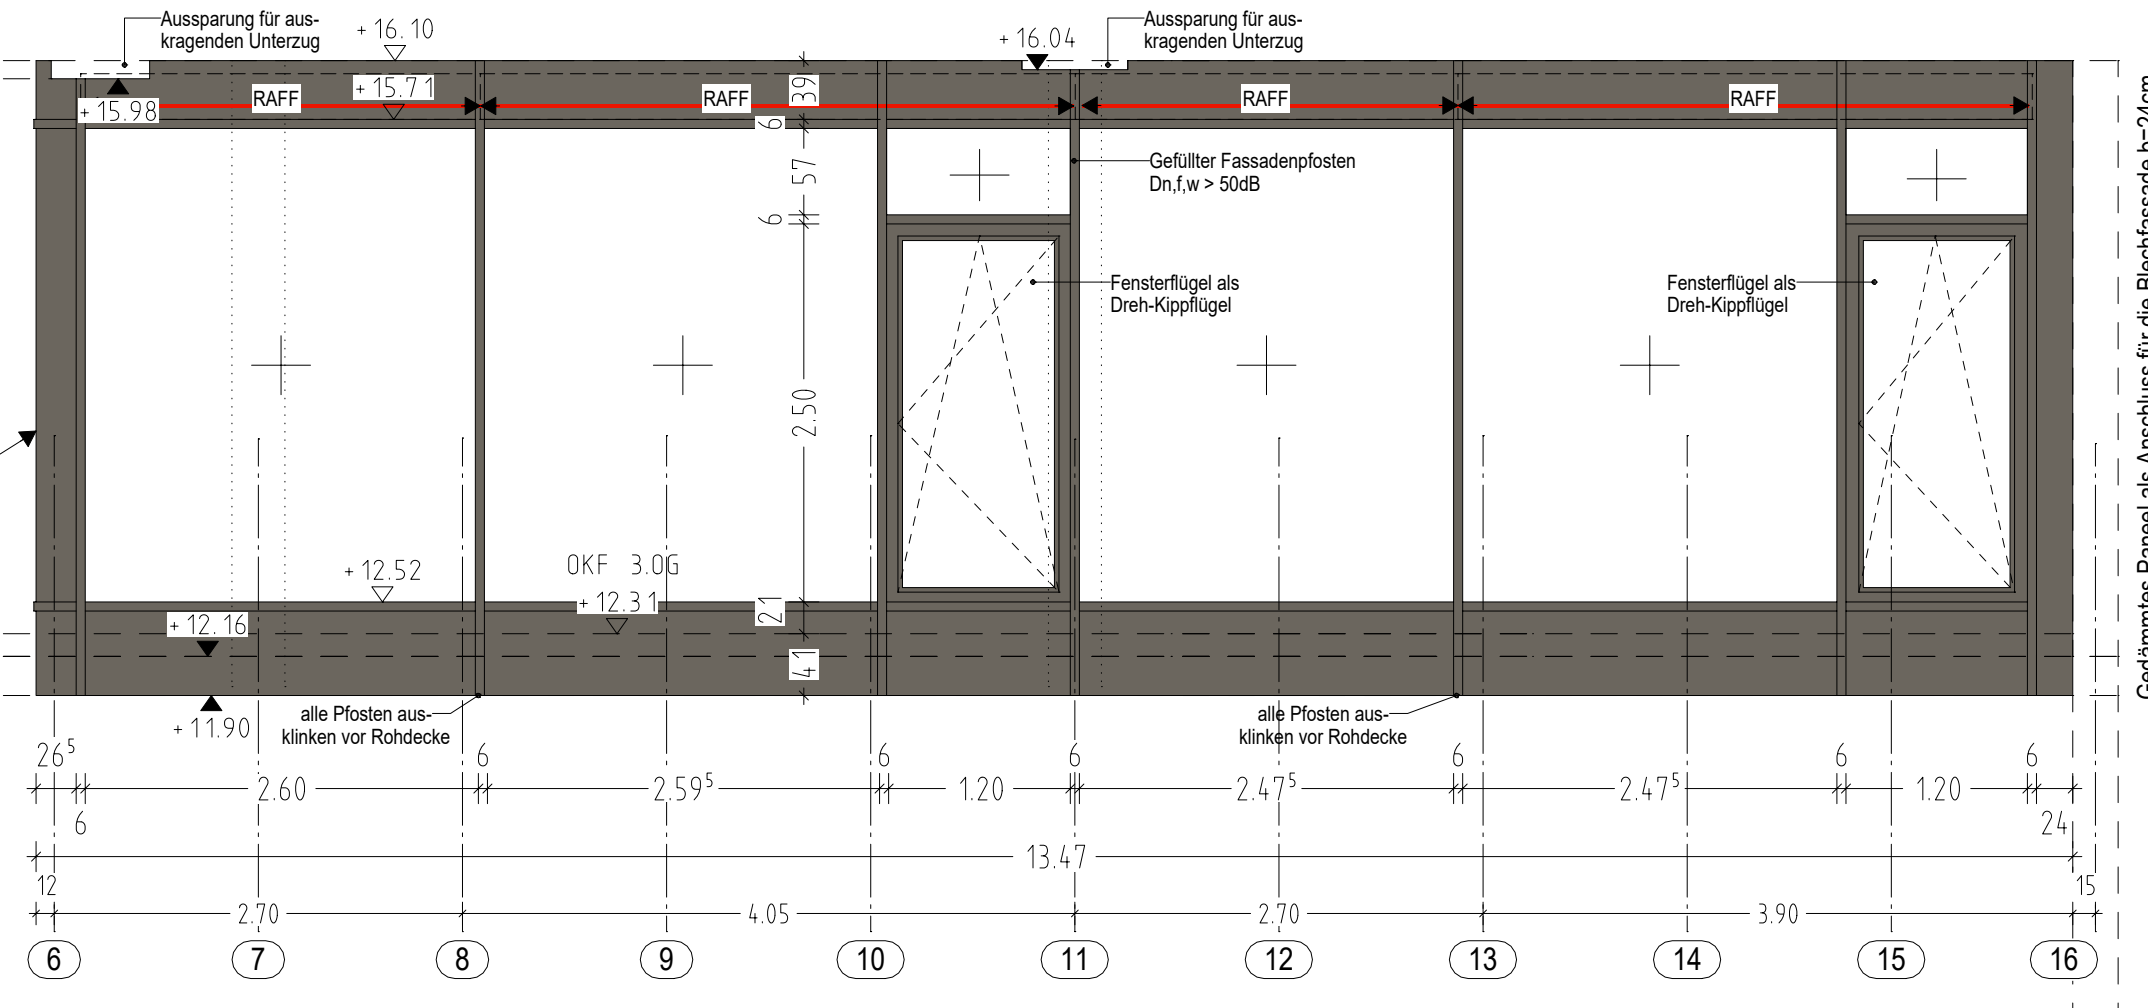 Aussparung für aus-
kragenden Unterzug
+ 16.10
+ 16.04
Aussparung für aus-
kragenden Unterzug
+ 15.98
RAFF
+ 15.71
RAFF
39
RAFF
RAFF
6
57
6
Gefüllter Fassadenpfosten
Dn,f,w > 50dB
Fensterflügel als
Dreh-Kippflügel
Fensterflügel als
Dreh-Kippflügel
2.50
+ 12.52
OKF 3.OG
+ 12.31
21
+ 12.16
41
+ 11.90
alle Pfosten aus-
klinken vor Rohdecke
alle Pfosten aus-
klinken vor Rohdecke
26⁵ 6 6 6 6 6 6
2.60 2.59⁵ 1.20 2.47⁵ 2.47⁵ 1.20
6 24
13.47
12 15
2.70 4.05 2.70 3.90
6 7 8 9 10 11 12 13 14 15 16